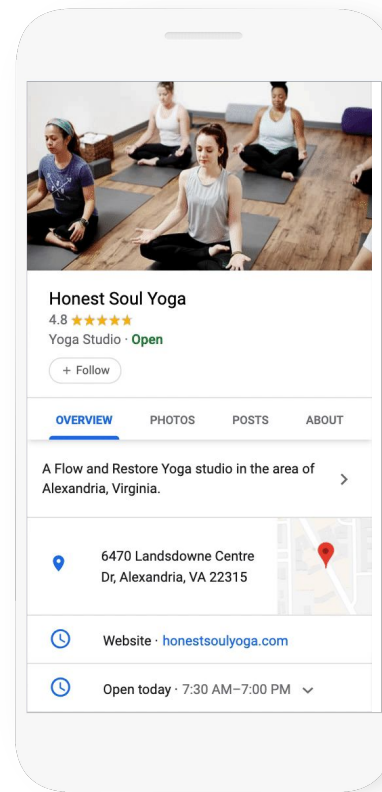 Honest Soul Yoga
4.8
Yoga Studio · Open
+ Follow
OVERVIEW PHOTOS POSTS ABOUT
A Flow and Restore Yoga studio in the area of
Alexandria, Virginia.
6470 Landsdowne Centre
Dr, Alexandria, VA 22315
Website · honestsoulyoga.com
Open today · 7:30 AM–7:00 PM